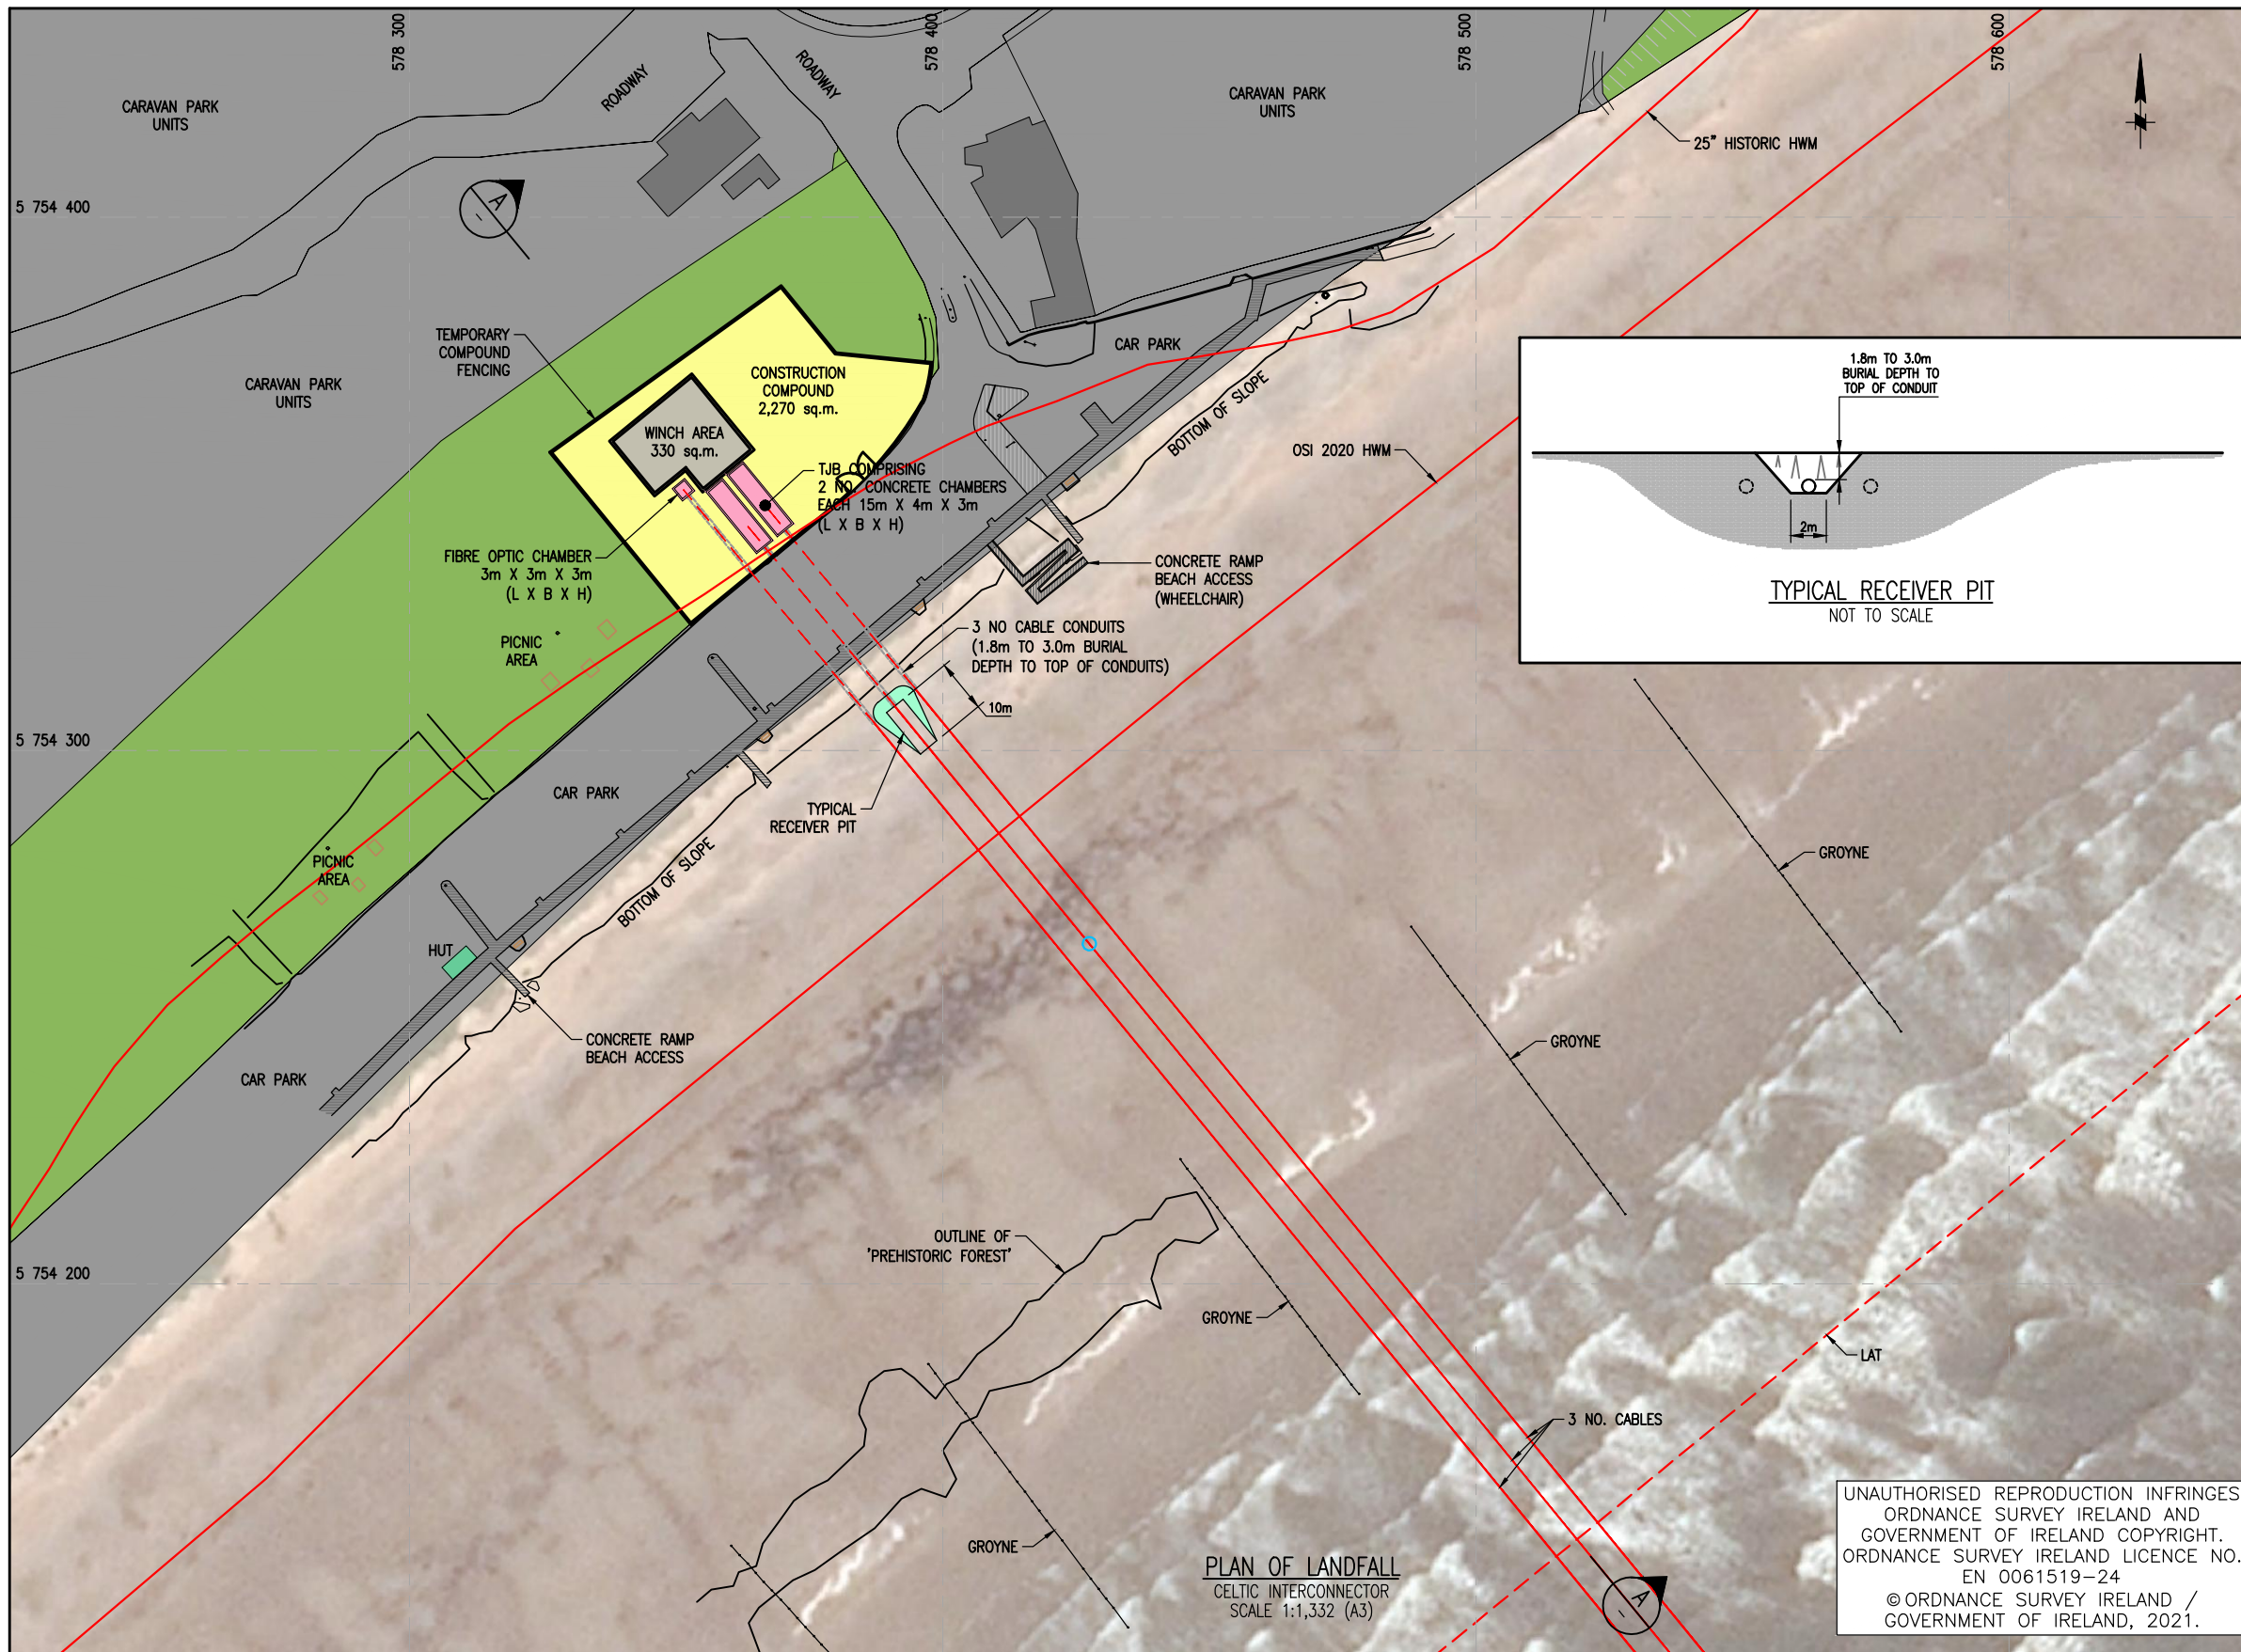 578 300
578 400
578 500
578 600
5 754 400
5 754 300
5 754 200
CARAVAN PARK
UNITS
ROADWAY
ROADWAY
CARAVAN PARK
UNITS
25" HISTORIC HWM
A
-
TEMPORARY
COMPOUND
FENCING
CARAVAN PARK
UNITS
CONSTRUCTION
COMPOUND
2,270 sq.m.
WINCH AREA
330 sq.m.
CAR PARK
BOTTOM OF SLOPE
OSI 2020 HWM
TJB COMPRISING
2 NO. CONCRETE CHAMBERS
EACH 15m X 4m X 3m
(L X B X H)
FIBRE OPTIC CHAMBER
3m X 3m X 3m
(L X B X H)
CONCRETE RAMP
BEACH ACCESS
(WHEELCHAIR)
1.8m TO 3.0m
BURIAL DEPTH TO
TOP OF CONDUIT
2m
TYPICAL RECEIVER PIT
NOT TO SCALE
PICNIC
AREA
3 NO CABLE CONDUITS
(1.8m TO 3.0m BURIAL
DEPTH TO TOP OF CONDUITS)
10m
CAR PARK
TYPICAL
RECEIVER PIT
PICNIC
AREA
BOTTOM OF SLOPE
HUT
CONCRETE RAMP
BEACH ACCESS
CAR PARK
GROYNE
GROYNE
OUTLINE OF
'PREHISTORIC FOREST'
GROYNE
LAT
3 NO. CABLES
GROYNE
A
-
PLAN OF LANDFALL
CELTIC INTERCONNECTOR
SCALE 1:1,332 (A3)
UNAUTHORISED REPRODUCTION INFRINGES
ORDNANCE SURVEY IRELAND AND
GOVERNMENT OF IRELAND COPYRIGHT.
ORDNANCE SURVEY IRELAND LICENCE NO.
EN 0061519-24
© ORDNANCE SURVEY IRELAND /
GOVERNMENT OF IRELAND, 2021.